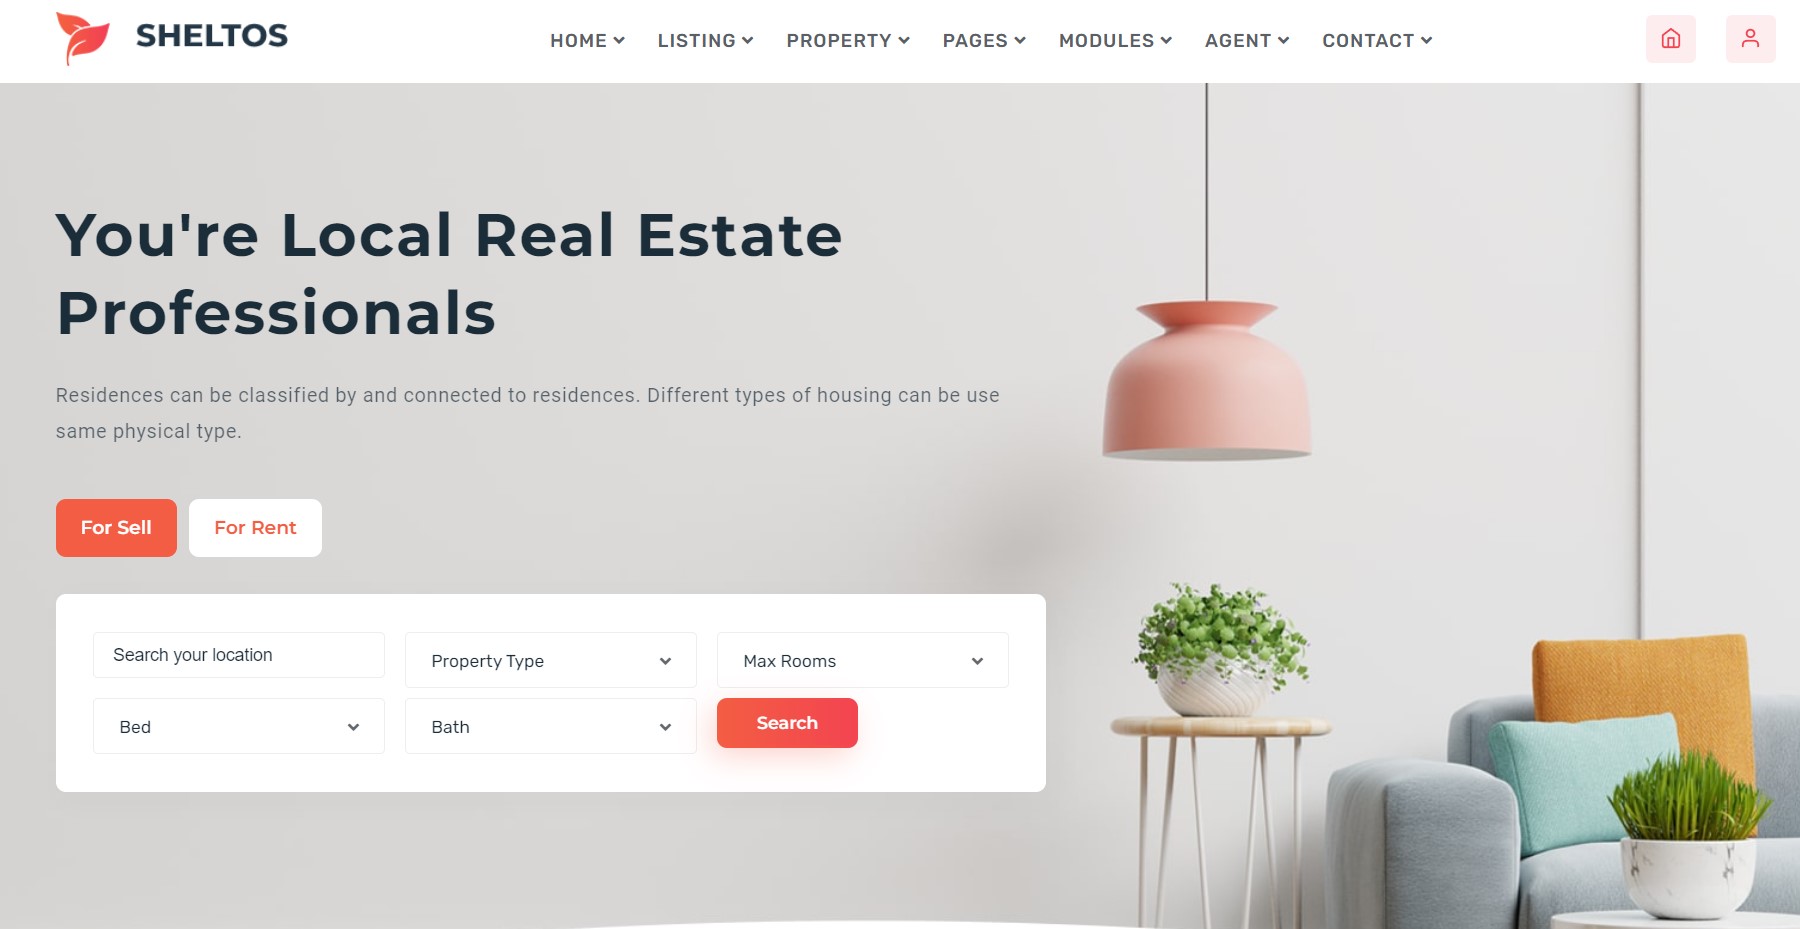 SHELTOS
HOME LISTING PROPERTY PAGES MODULES AGENT CONTACT
You're Local Real Estate
Professionals
Residences can be classified by and connected to residences. Different types of housing can be use
same physical type.
For Sell For Rent
Search your location Property Type Max Rooms
Bed Bath Search